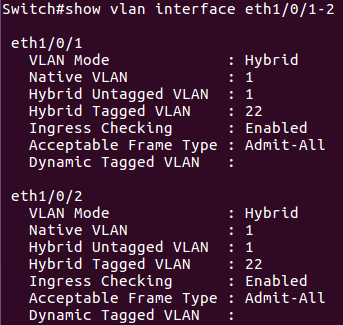 Switch#show vlan interface eth1/0/1-2
eth1/0/1
VLAN Mode : Hybrid
Native VLAN : 1
Hybrid Untagged VLAN : 1
Hybrid Tagged VLAN : 22
Ingress Checking : Enabled
Acceptable Frame Type : Admit-All
Dynamic Tagged VLAN :
eth1/0/2
VLAN Mode : Hybrid
Native VLAN : 1
Hybrid Untagged VLAN : 1
Hybrid Tagged VLAN : 22
Ingress Checking : Enabled
Acceptable Frame Type : Admit-All
Dynamic Tagged VLAN :